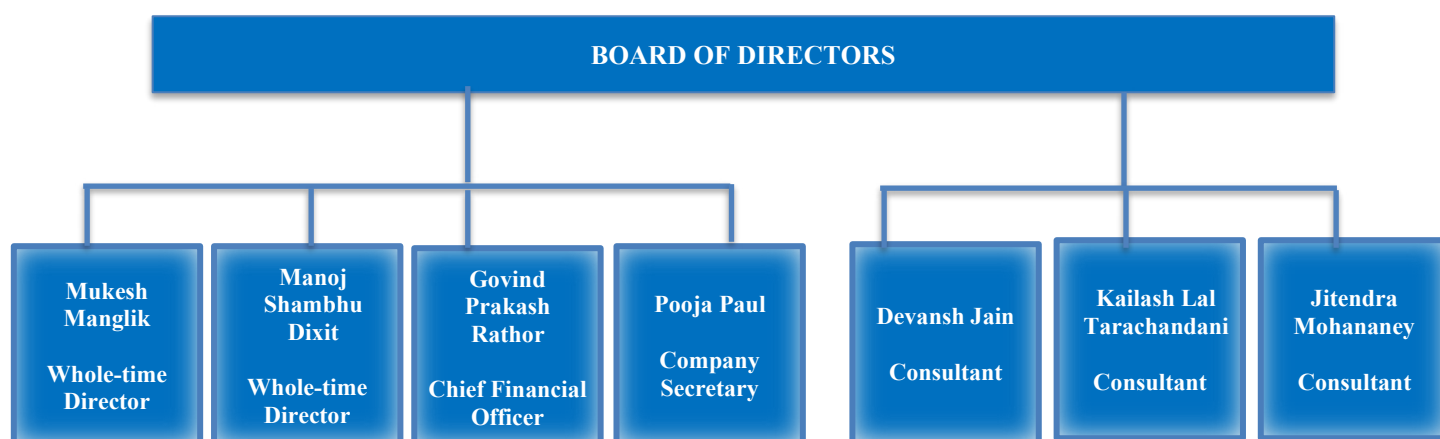 BOARD OF DIRECTORS
Mukesh
Manglik
Whole-time
Director
Manoj
Shambhu
Dixit
Whole-time
Director
Govind
Prakash
Rathor
Chief Financial
Officer
Pooja Paul
Company
Secretary
Devansh Jain
Consultant
Kailash Lal
Tarachandani
Consultant
Jitendra
Mohananey
Consultant